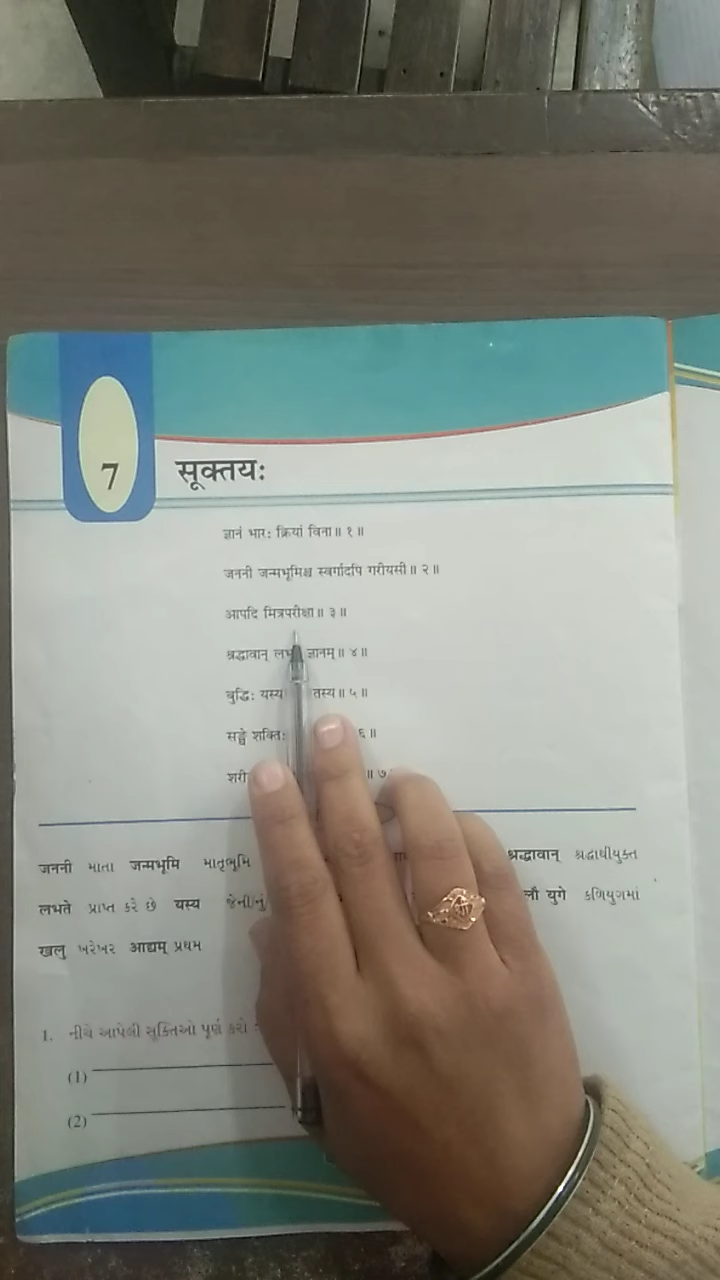 7
सूक्तयः
ज्ञानं भारः क्रियां विना॥ १॥
जननी जन्मभूमिश्च स्वर्गादपि गरीयसी॥ २॥
आपदि मित्रपरीक्षा॥ ३॥
श्रद्धावान् ज्ञानम्॥ ४॥
बुद्धिः यस्य तस्य॥ ५॥
सङ्घे शक्तिः ६॥
॥ ७
जननी માતા जन्मभूमि માતૃભૂમિ श्रद्धावान् શ્રદ્ધાથીયુક્ત
लभते પ્રાપ્ત કરે છે यस्य જેની/નું युगे કળિયુગમાં
खलु ખરેખર आद्यम् પ્રથમ
1. નીચે આપેલી સૂક્તિઓ પૂર્ણ કરો :
(1)
(2)